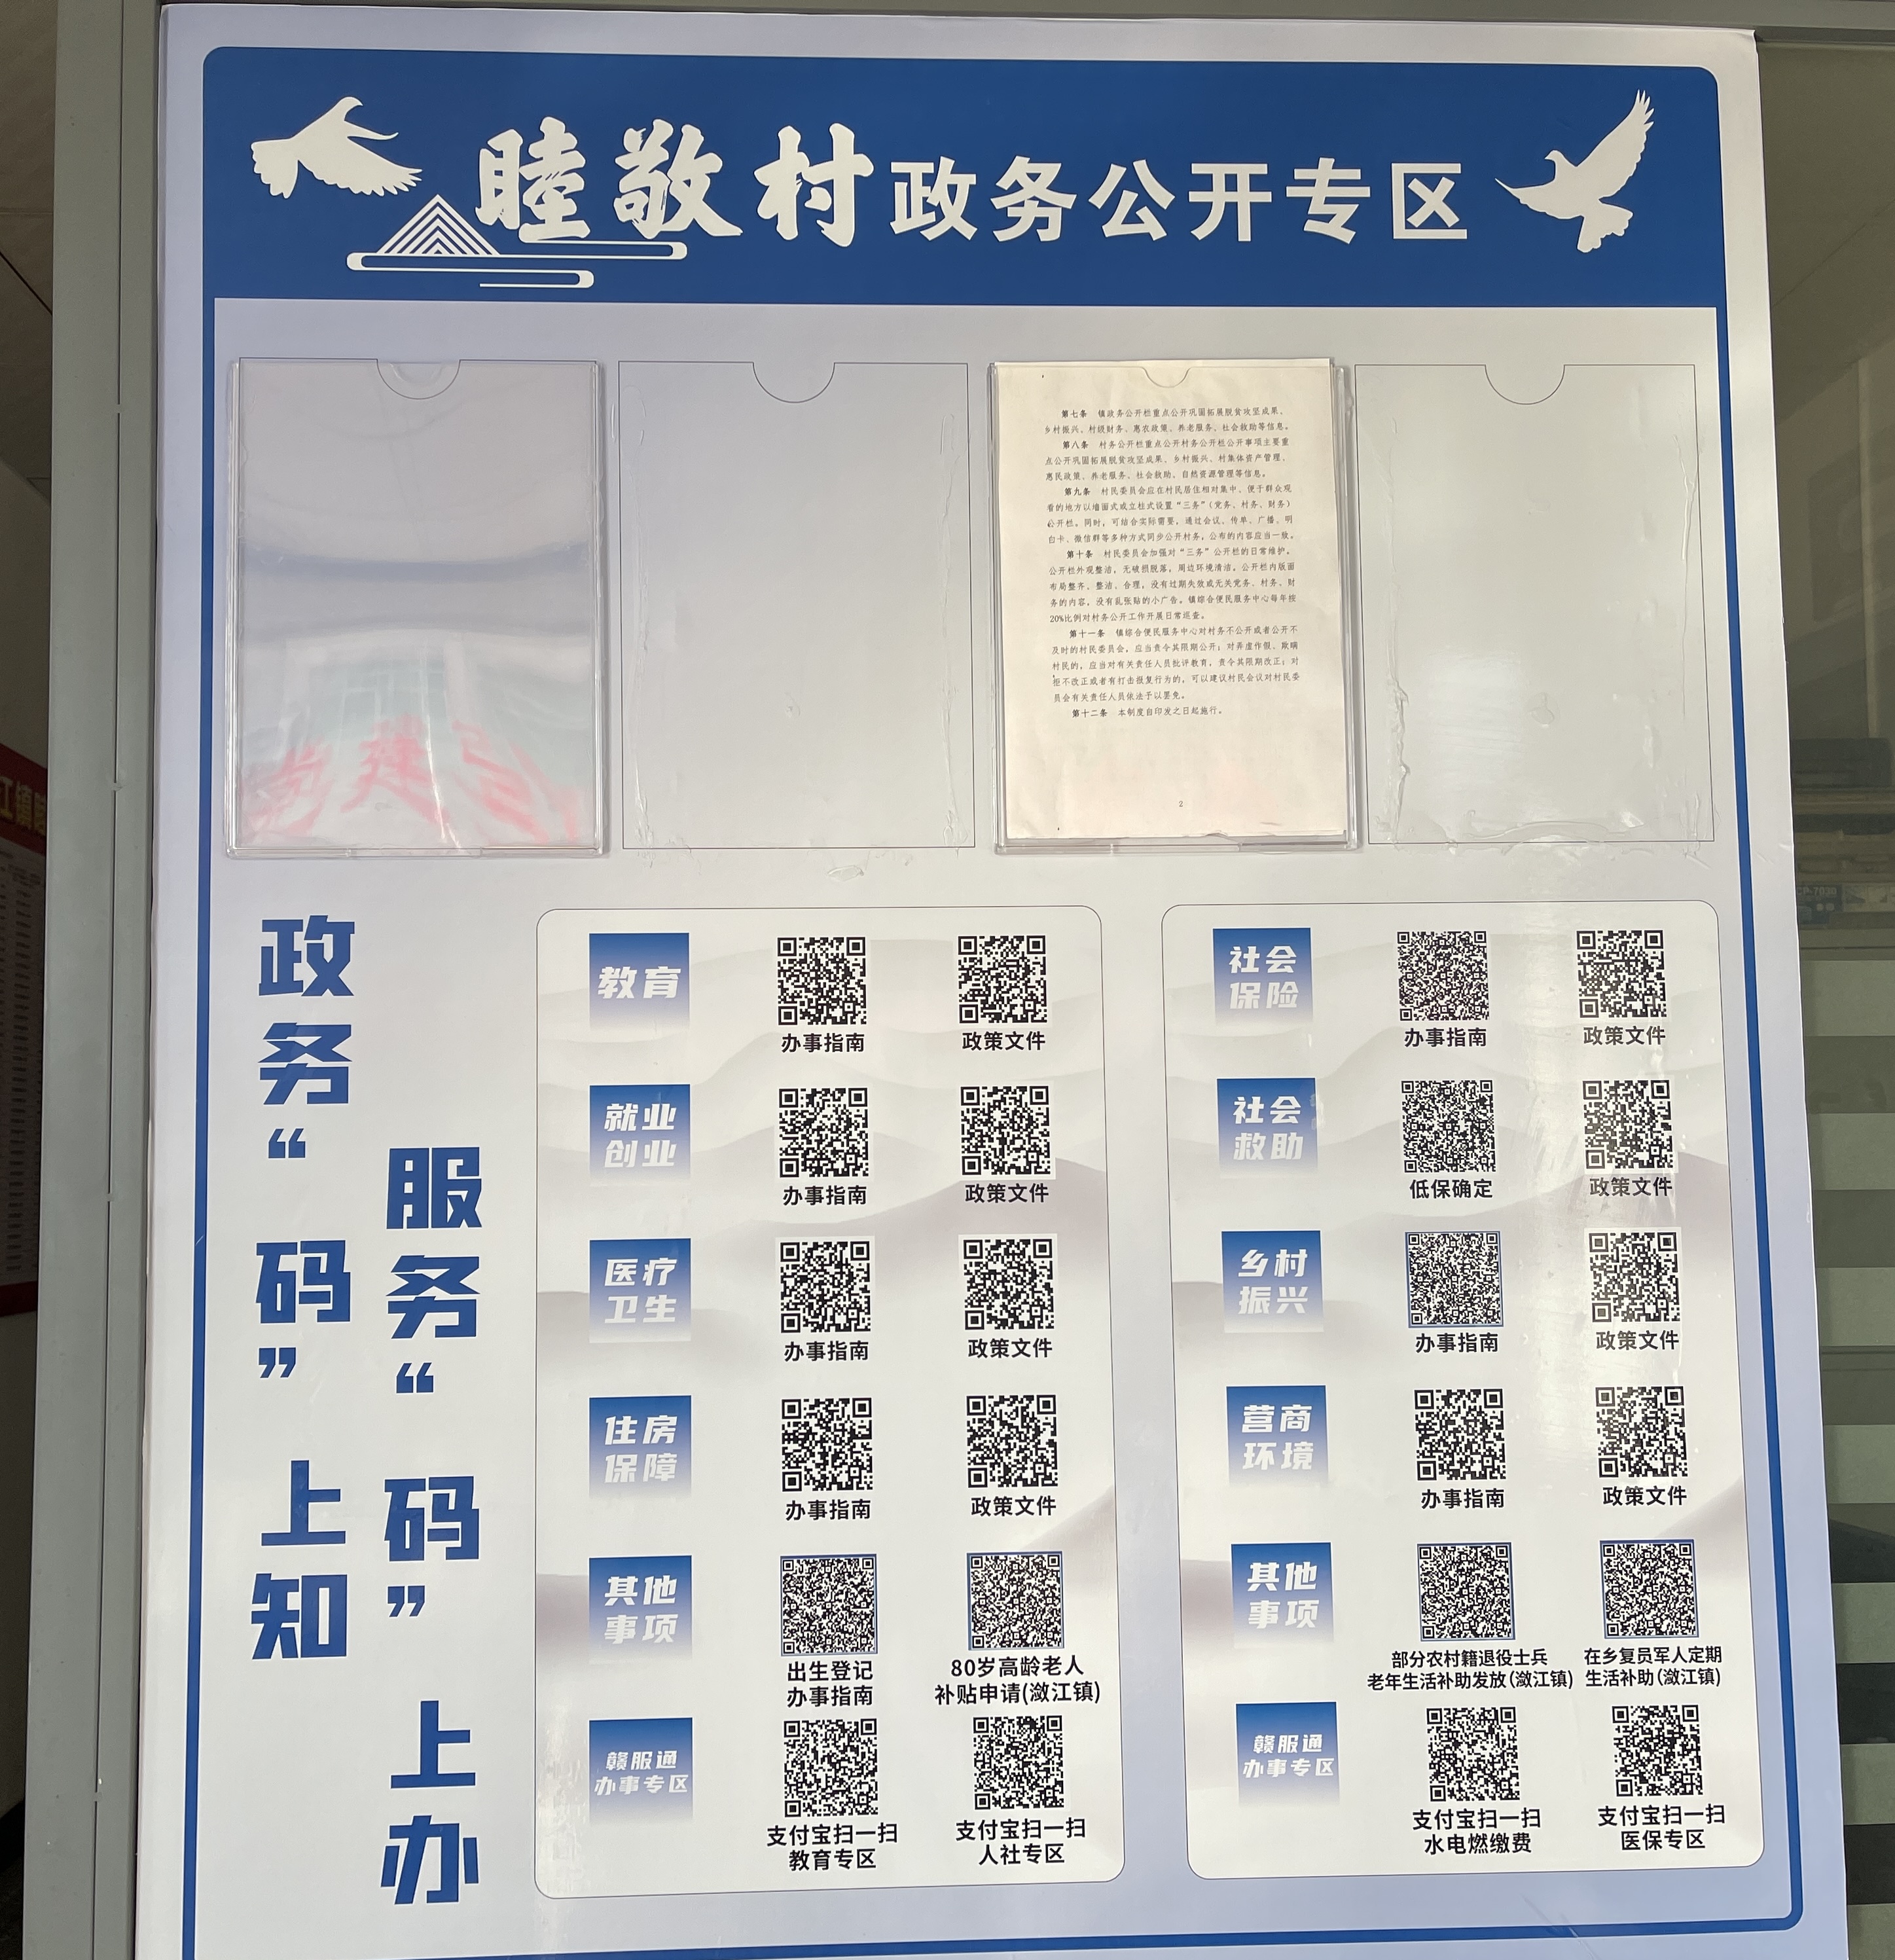 睦敬村政务公开专区
第七条 镇政务公开栏重点公开巩固拓展脱贫攻坚成果、
乡村振兴、村级财务、惠农政策、养老服务、社会救助等信息。
第八条 村务公开栏重点公开村务公开栏公开事项主要重
点公开巩固拓展脱贫攻坚成果、乡村振兴、村集体资产管理、
惠民政策、养老服务、社会救助、自然资源管理等信息。
第九条 村民委员会应在村民居住相对集中、便于群众观
看的地方以墙面式或立柱式设置“三务”(党务、村务、财务)
公开栏。同时,可结合实际需要,通过会议、传单、广播、明
白卡、微信群等多种方式同步公开村务,公布的内容应当一致。
第十条 村民委员会加强对“三务”公开栏的日常维护。
公开栏外观整洁,无破损脱落,周边环境清洁。公开栏内版面
布局整齐、整洁、合理,没有过期失效或无关党务、村务、财
务的内容,没有乱张贴的小广告。镇综合便民服务中心每年按
20%比例对村务公开工作开展日常巡查。
第十一条 镇综合便民服务中心对村务不公开或者公开不
及时的村民委员会,应当责令其限期公开;对弄虚作假、欺瞒
村民的,应当对有关责任人员批评教育,责令其限期改正;对
拒不改正或者有打击报复行为的,可以建议村民会议对村民委
员会有关责任人员依法予以罢免。
第十二条 本制度自印发之日起施行。
2
政务“码”上知
服务“码”上办
教育
办事指南
政策文件
就业
创业
办事指南
政策文件
医疗
卫生
办事指南
政策文件
住房
保障
办事指南
政策文件
其他
事项
出生登记
办事指南
80岁高龄老人
补贴申请(潋江镇)
赣服通
办事专区
支付宝扫一扫
教育专区
支付宝扫一扫
人社专区
社会
保险
办事指南
政策文件
社会
救助
低保确定
政策文件
乡村
振兴
办事指南
政策文件
营商
环境
办事指南
政策文件
其他
事项
部分农村籍退役士兵
老年生活补助发放(潋江镇)
在乡复员军人定期
生活补助(潋江镇)
赣服通
办事专区
支付宝扫一扫
水电燃缴费
支付宝扫一扫
医保专区